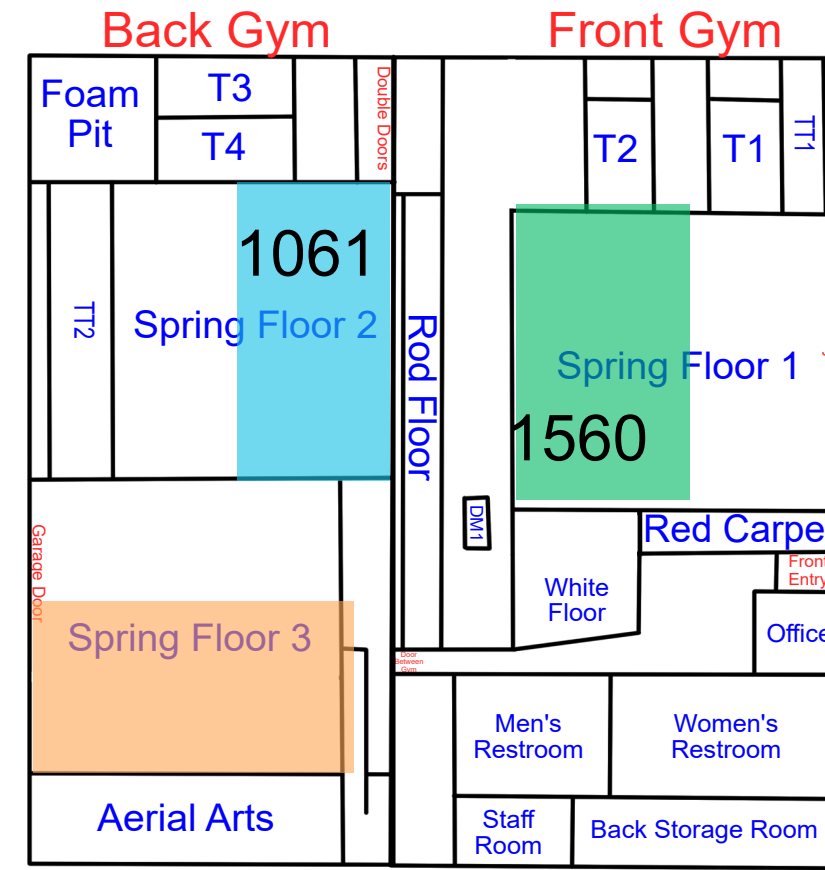 Back Gym
Front Gym
Foam
Pit
T3
T4
Double Doors
T2
T1
TT1
1061
TT2
Spring Floor 2
Rod Floor
Spring Floor 1
1560
DM1
Red Carpe
Garage Door
Front
Entry
White
Floor
Office
Spring Floor 3
Door
Between
Gym
Men's
Restroom
Women's
Restroom
Aerial Arts
Staff
Room
Back Storage Room